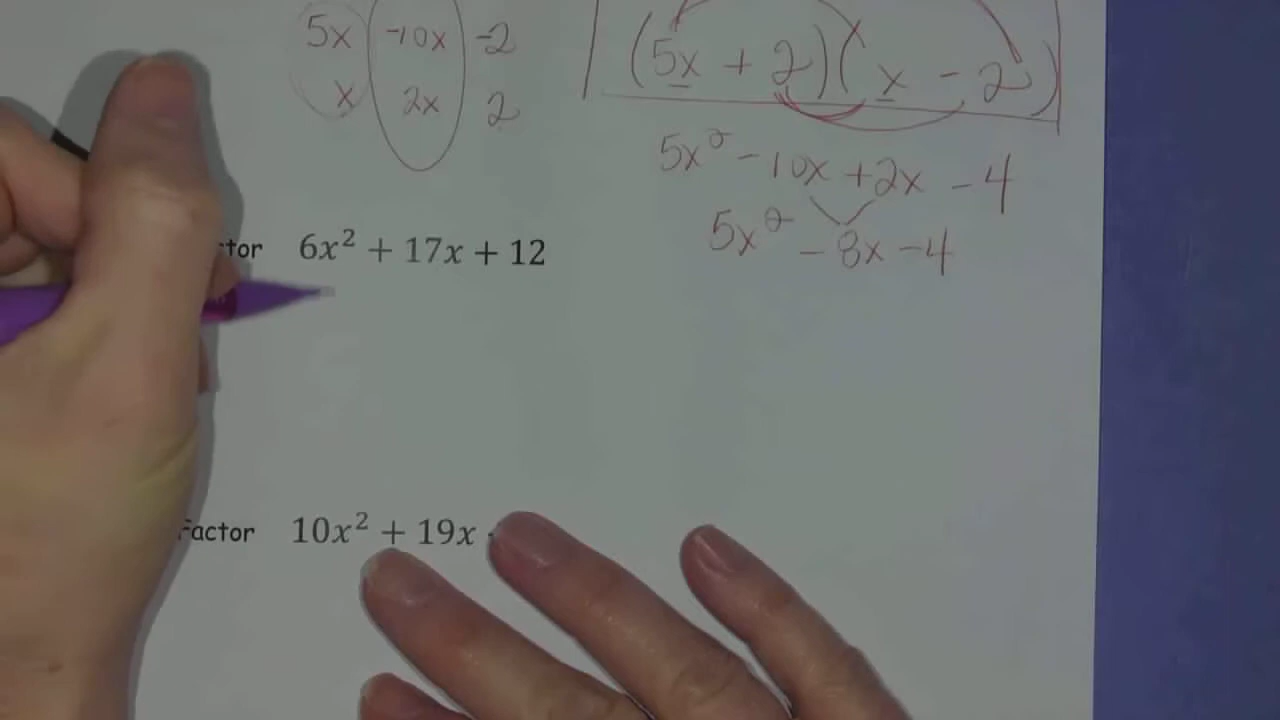 5x -10x -2
x 2x 2
(5x + 2)(x - 2)
5x² - 10x + 2x - 4
5x² - 8x - 4
6x² + 17x + 12
Factor 10x² + 19x